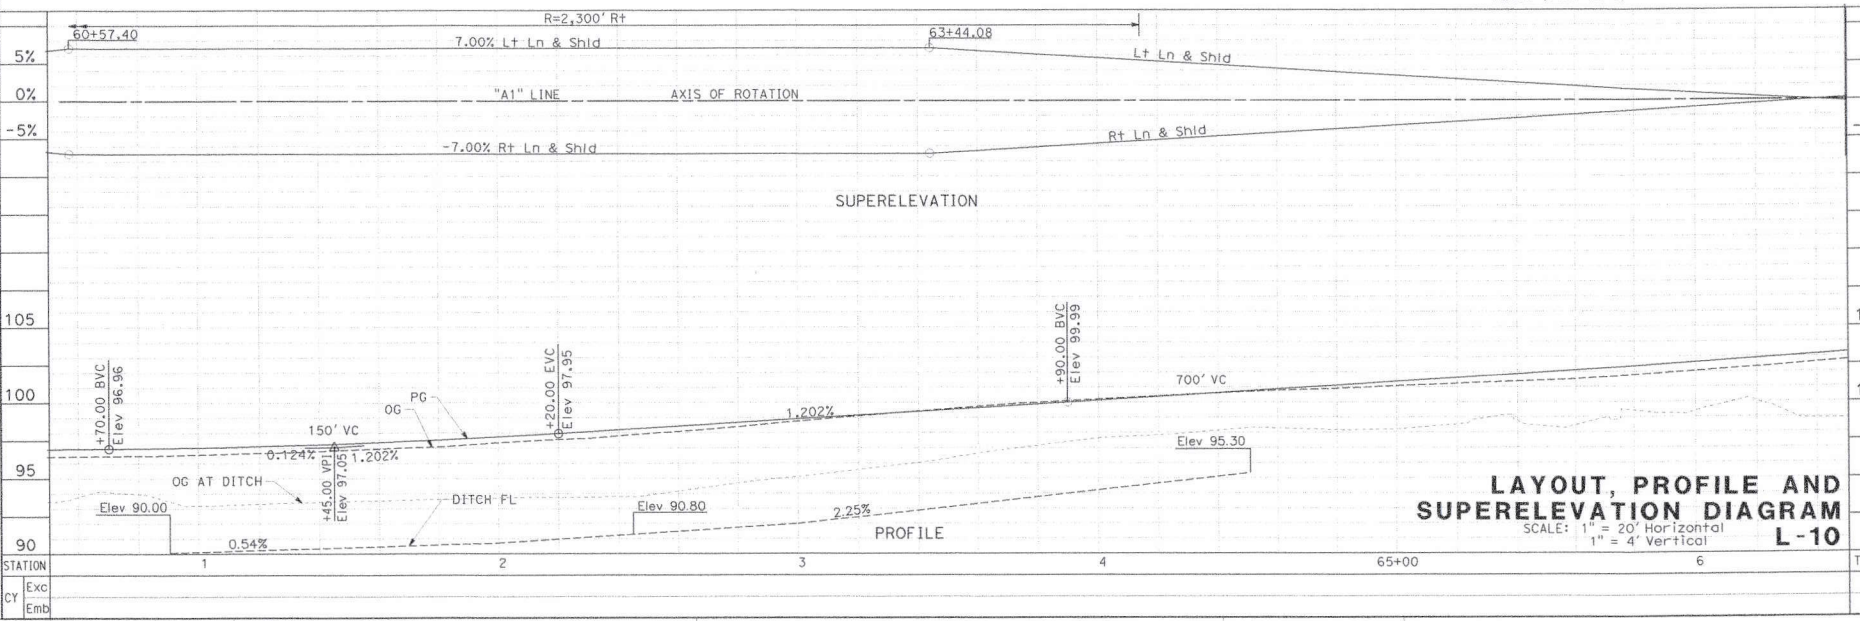 R=2,300' Rt
60+57.40
63+44.08
7.00% Lt Ln & Shld
Lt Ln & Shld
5%
0%
"A1" LINE
AXIS OF ROTATION
-5%
Rt Ln & Shld
-7.00% Rt Ln & Shld
SUPERELEVATION
105
100
95
90
+70.00 BVC
Elev 96.96
+20.00 EVC
Elev 97.95
+90.00 BVC
Elev 99.99
700' VC
PG
OG
1.202%
150' VC
0.124%
1.202%
+45.00 VPI
Elev 97.05
Elev 95.30
OG AT DITCH
DITCH FL
Elev 90.00
Elev 90.80
2.25%
0.54%
PROFILE
LAYOUT, PROFILE AND
SUPERELEVATION DIAGRAM
SCALE: 1" = 20' Horizontal
1" = 4' Vertical
L-10
STATION 1 2 3 4 65+00 6
CY Exc
Emb